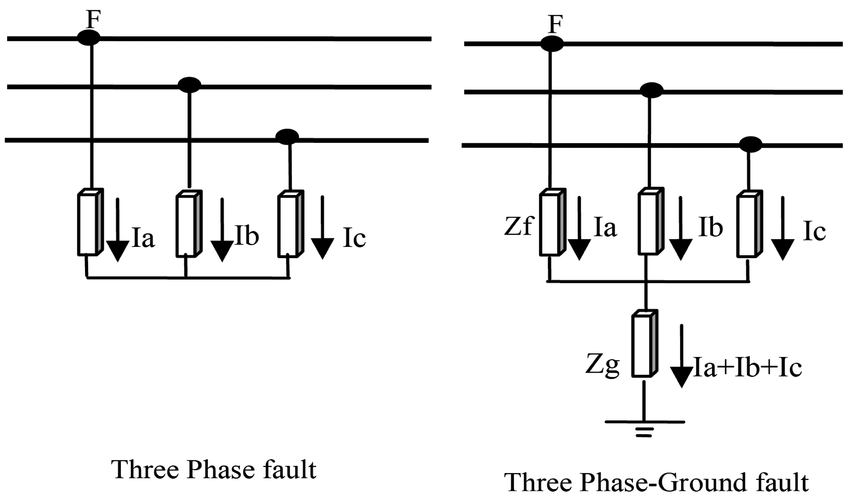 F
Ia
Ib
Ic
Three Phase fault
F
Zf
Ia
Ib
Ic
Zg
Ia+Ib+Ic
Three Phase-Ground fault